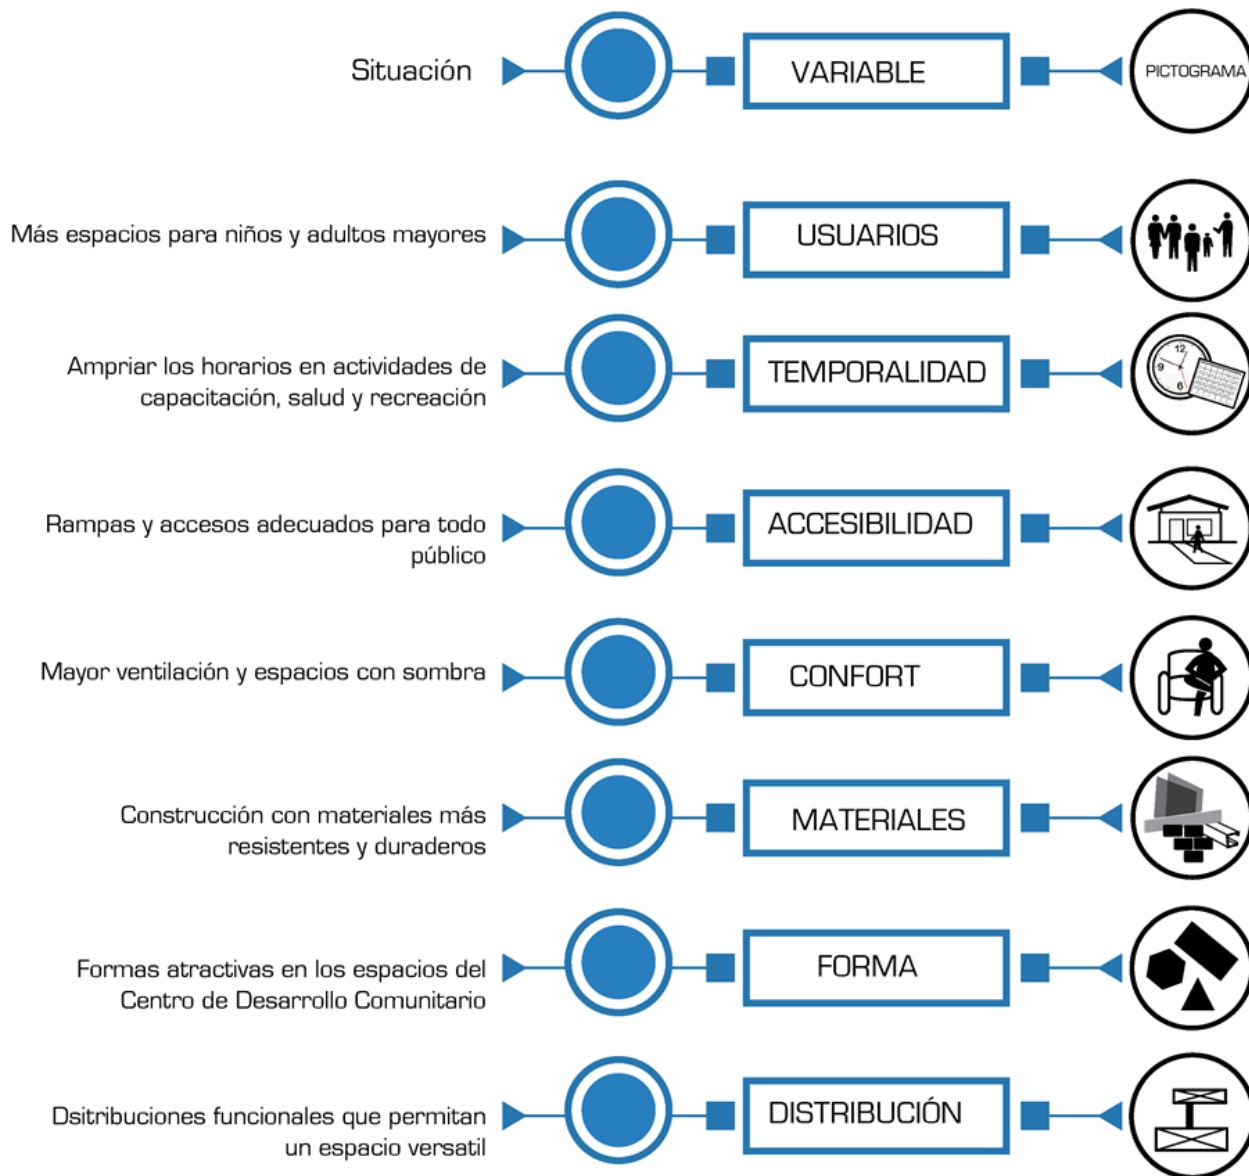 Situación
VARIABLE
PICTOGRAMA
Más espacios para niños y adultos mayores
USUARIOS
Ampriar los horarios en actividades de
capacitación, salud y recreación
TEMPORALIDAD
12
9
6
Rampas y accesos adecuados para todo
público
ACCESIBILIDAD
Mayor ventilación y espacios con sombra
CONFORT
Construcción con materiales más
resistentes y duraderos
MATERIALES
Formas atractivas en los espacios del
Centro de Desarrollo Comunitario
FORMA
Dsitribuciones funcionales que permitan
un espacio versatil
DISTRIBUCIÓN